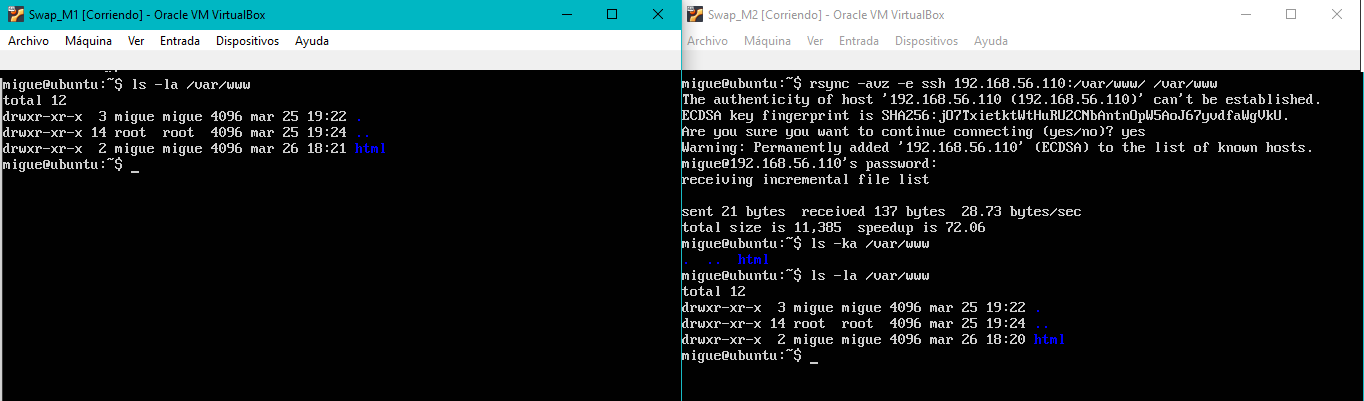 Swap_M1 [Corriendo] - Oracle VM VirtualBox
Archivo Máquina Ver Entrada Dispositivos Ayuda
migue@ubuntu:~$ ls -la /var/www
total 12
drwxr-xr-x  3 migue migue 4096 mar 25 19:22 .
drwxr-xr-x 14 root  root  4096 mar 25 19:24 ..
drwxr-xr-x  2 migue migue 4096 mar 26 18:21 html
migue@ubuntu:~$ _
Swap_M2 [Corriendo] - Oracle VM VirtualBox
Archivo Máquina Ver Entrada Dispositivos Ayuda
migue@ubuntu:~$ rsync -avz -e ssh 192.168.56.110:/var/www/ /var/www
The authenticity of host '192.168.56.110 (192.168.56.110)' can't be established.
ECDSA key fingerprint is SHA256:jO7TxietktWtHuRU2CNbAntnOpW5AoJ67yvdfaWgVkU.
Are you sure you want to continue connecting (yes/no)? yes
Warning: Permanently added '192.168.56.110' (ECDSA) to the list of known hosts.
migue@192.168.56.110's password:
receiving incremental file list
sent 21 bytes  received 137 bytes  28.73 bytes/sec
total size is 11,385  speedup is 72.06
migue@ubuntu:~$ ls -ka /var/www
.  ..  html
migue@ubuntu:~$ ls -la /var/www
total 12
drwxr-xr-x  3 migue migue 4096 mar 25 19:22 .
drwxr-xr-x 14 root  root  4096 mar 25 19:24 ..
drwxr-xr-x  2 migue migue 4096 mar 26 18:20 html
migue@ubuntu:~$ _